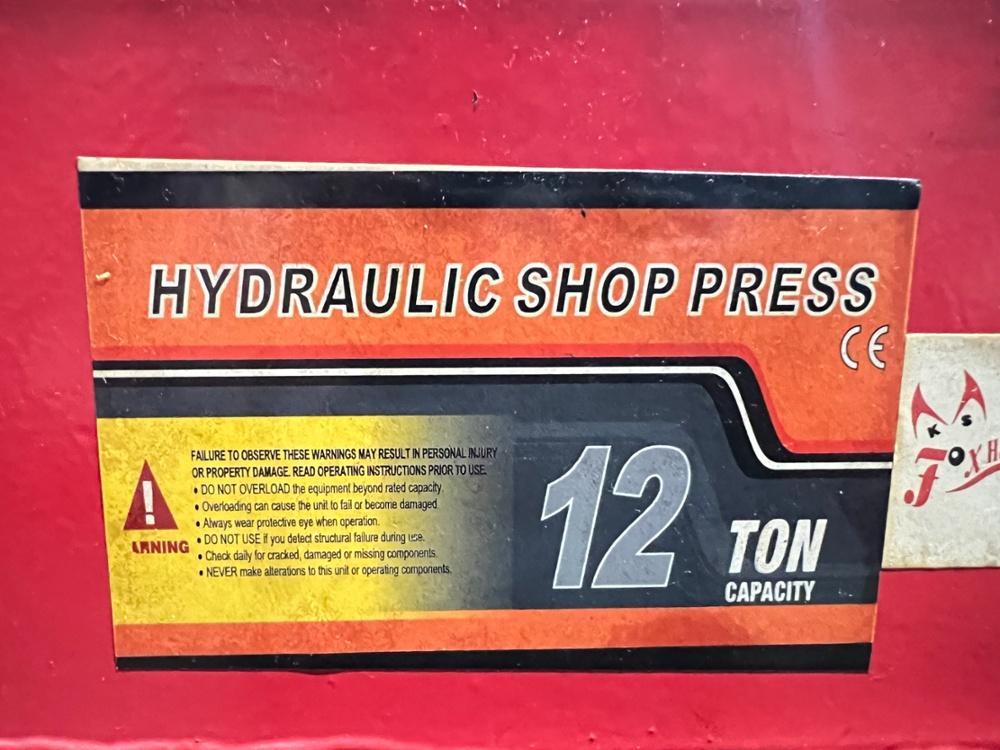 HYDRAULIC SHOP PRESS
CE
FAILURE TO OBSERVE THESE WARNINGS MAY RESULT IN PERSONAL INJURY
OR PROPERTY DAMAGE. READ OPERATING INSTRUCTIONS PRIOR TO USE.
• DO NOT OVERLOAD the equipment beyond rated capacity.
• Overloading can cause the unit to fail or become damaged.
• Always wear protective eye when operation.
• DO NOT USE if you detect structural failure during use.
• Check daily for cracked, damaged or missing components.
• NEVER make alterations to this unit or operating components.
!
12
TON
CAPACITY
K S